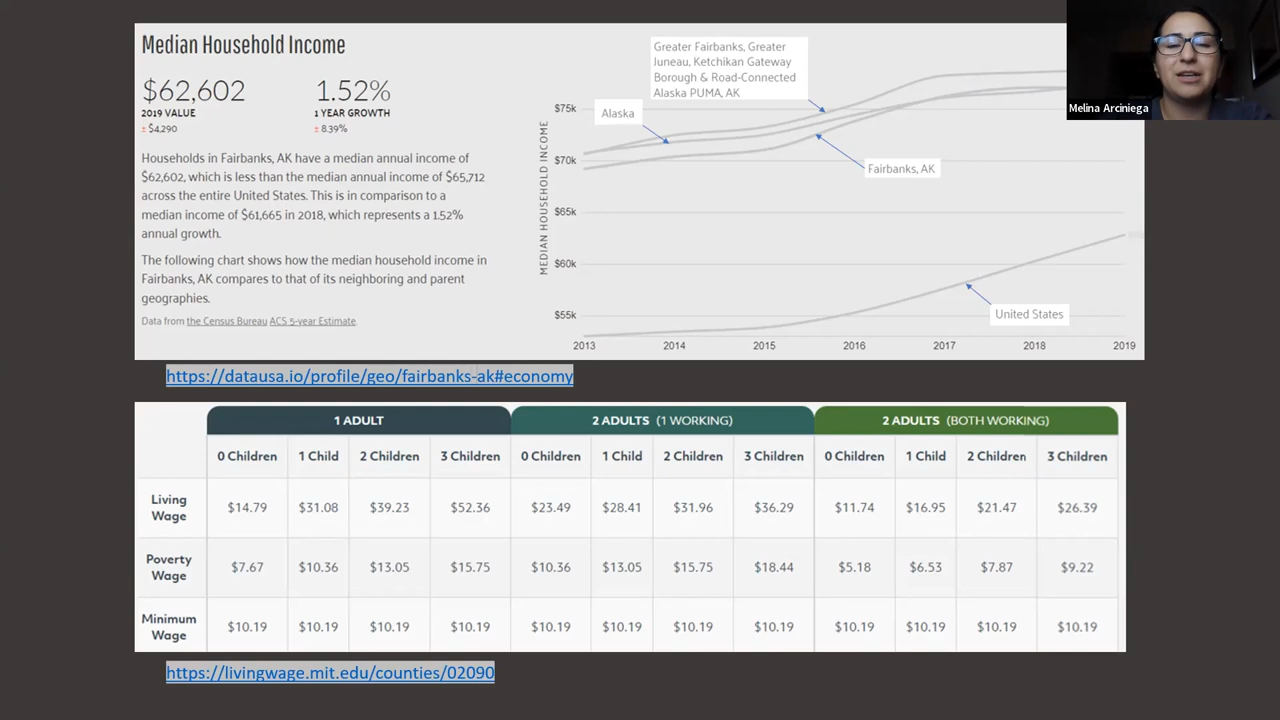 Median Household Income
$62,602
2019 VALUE
± $4,290
1.52%
1 YEAR GROWTH
± 8.39%
Households in Fairbanks, AK have a median annual income of
$62,602, which is less than the median annual income of $65,712
across the entire United States. This is in comparison to a
median income of $61,665 in 2018, which represents a 1.52%
annual growth.
The following chart shows how the median household income in
Fairbanks, AK compares to that of its neighboring and parent
geographies.
Data from the Census Bureau ACS 5-year Estimate.
MEDIAN HOUSEHOLD INCOME
$75k
$70k
$65k
$60k
$55k
2013 2014 2015 2016 2017 2018 2019
Alaska
Greater Fairbanks, Greater
Juneau, Ketchikan Gateway
Borough & Road-Connected
Alaska PUMA, AK
Fairbanks, AK
United States
Melina Arciniega
https://datausa.io/profile/geo/fairbanks-ak#economy
1 ADULT 2 ADULTS (1 WORKING) 2 ADULTS (BOTH WORKING)
0 Children 1 Child 2 Children 3 Children 0 Children 1 Child 2 Children 3 Children 0 Children 1 Child 2 Children 3 Children
Living
Wage
$14.79 $31.08 $39.23 $52.36 $23.49 $28.41 $31.96 $36.29 $11.74 $16.95 $21.47 $26.39
Poverty
Wage
$7.67 $10.36 $13.05 $15.75 $10.36 $13.05 $15.75 $18.44 $5.18 $6.53 $7.87 $9.22
Minimum
Wage
$10.19 $10.19 $10.19 $10.19 $10.19 $10.19 $10.19 $10.19 $10.19 $10.19 $10.19 $10.19
https://livingwage.mit.edu/counties/02090